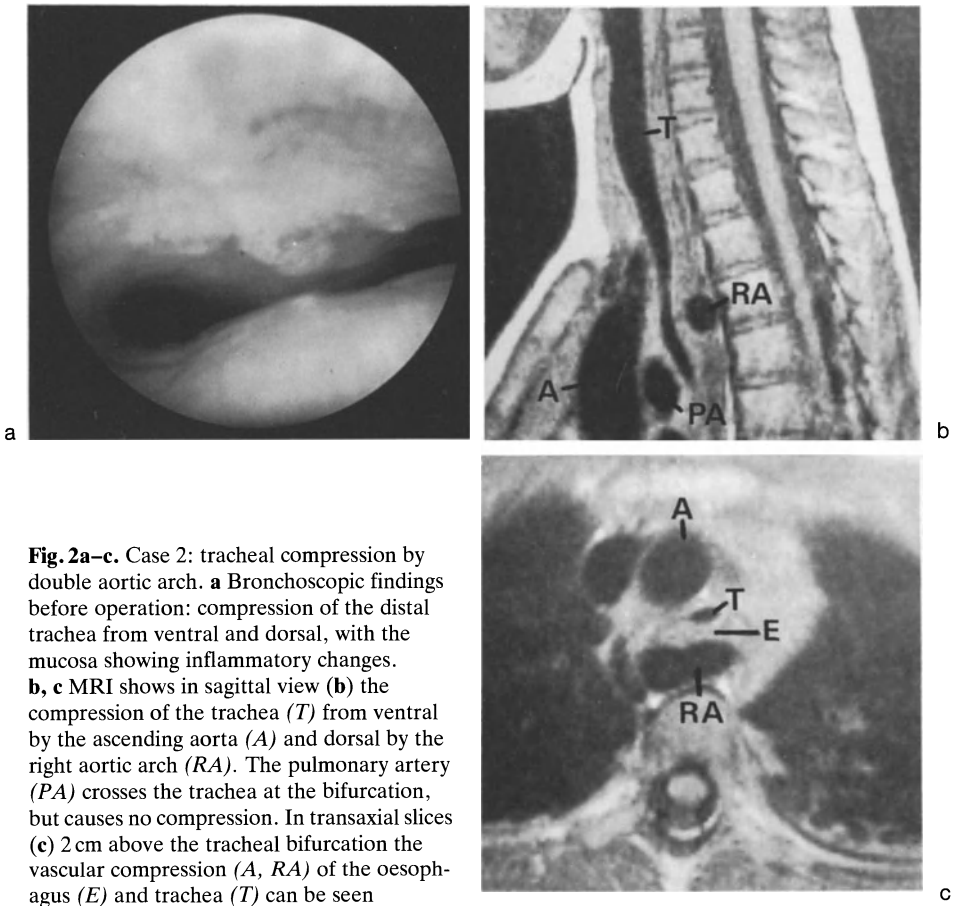 a
T
RA
A
PA
b
A
T
E
RA
c
Fig. 2a–c. Case 2: tracheal compression by
double aortic arch. a Bronchoscopic findings
before operation: compression of the distal
trachea from ventral and dorsal, with the
mucosa showing inflammatory changes.
b, c MRI shows in sagittal view (b) the
compression of the trachea (T) from ventral
by the ascending aorta (A) and dorsal by the
right aortic arch (RA). The pulmonary artery
(PA) crosses the trachea at the bifurcation,
but causes no compression. In transaxial slices
(c) 2 cm above the tracheal bifurcation the
vascular compression (A, RA) of the oesoph-
agus (E) and trachea (T) can be seen